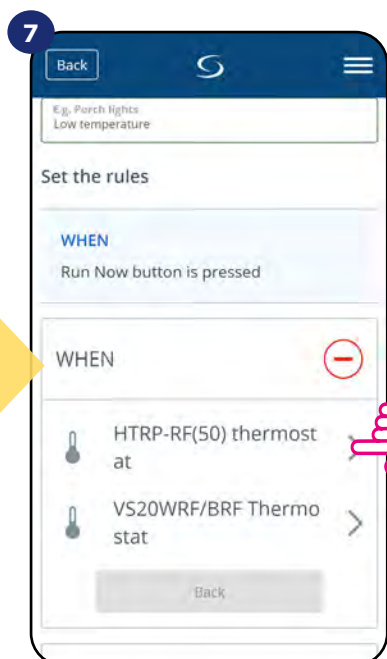 7
Back
E.g. Porch lights
Low temperature
Set the rules
WHEN
Run Now button is pressed
WHEN
HTRP-RF(50) thermost
at
VS20WRF/BRF Thermo
stat
Back